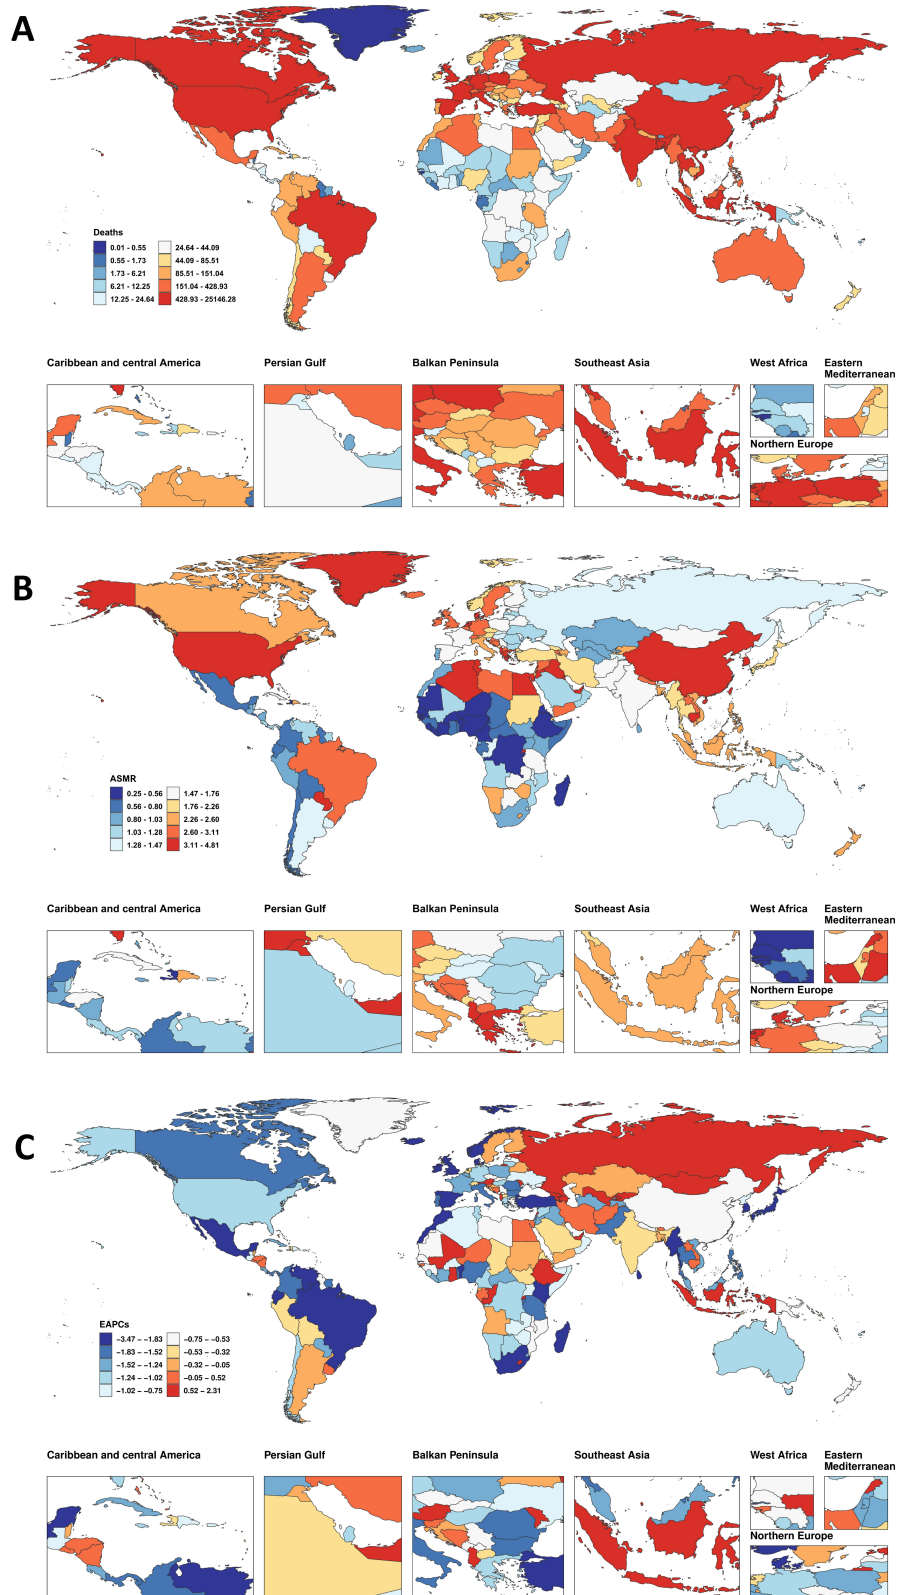 A
Deaths
0.01 - 0.55
0.55 - 1.73
1.73 - 6.21
6.21 - 12.25
12.25 - 24.64
24.64 - 44.09
44.09 - 85.51
85.51 - 151.04
151.04 - 428.93
428.93 - 25146.28
Caribbean and central America
Persian Gulf
Balkan Peninsula
Southeast Asia
West Africa
Eastern
Mediterranean
Northern Europe
B
ASMR
0.25 - 0.56
0.56 - 0.80
0.80 - 1.03
1.03 - 1.28
1.28 - 1.47
1.47 - 1.76
1.76 - 2.26
2.26 - 2.60
2.60 - 3.11
3.11 - 4.81
Caribbean and central America
Persian Gulf
Balkan Peninsula
Southeast Asia
West Africa
Eastern
Mediterranean
Northern Europe
C
EAPCs
−3.47 − −1.83
−1.83 − −1.52
−1.52 − −1.24
−1.24 − −1.02
−1.02 − −0.75
−0.75 − −0.53
−0.53 − −0.32
−0.32 − −0.05
−0.05 - 0.52
0.52 - 2.31
Caribbean and central America
Persian Gulf
Balkan Peninsula
Southeast Asia
West Africa
Eastern
Mediterranean
Northern Europe